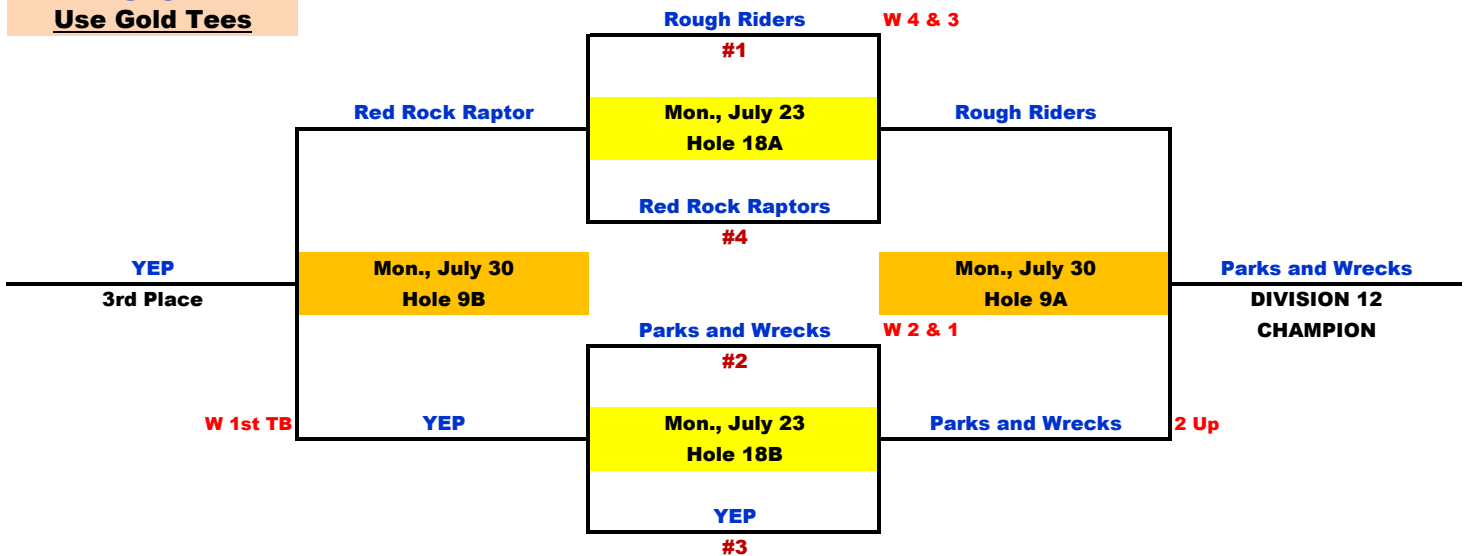 Use Gold Tees
Rough Riders W 4 & 3
#1
Red Rock Raptor
Mon., July 23
Hole 18A
Rough Riders
Red Rock Raptors
#4
YEP
3rd Place
Mon., July 30
Hole 9B
Mon., July 30
Hole 9A
Parks and Wrecks
DIVISION 12
CHAMPION
Parks and Wrecks W 2 & 1
#2
W 1st TB
YEP
Mon., July 23
Hole 18B
Parks and Wrecks
2 Up
YEP
#3